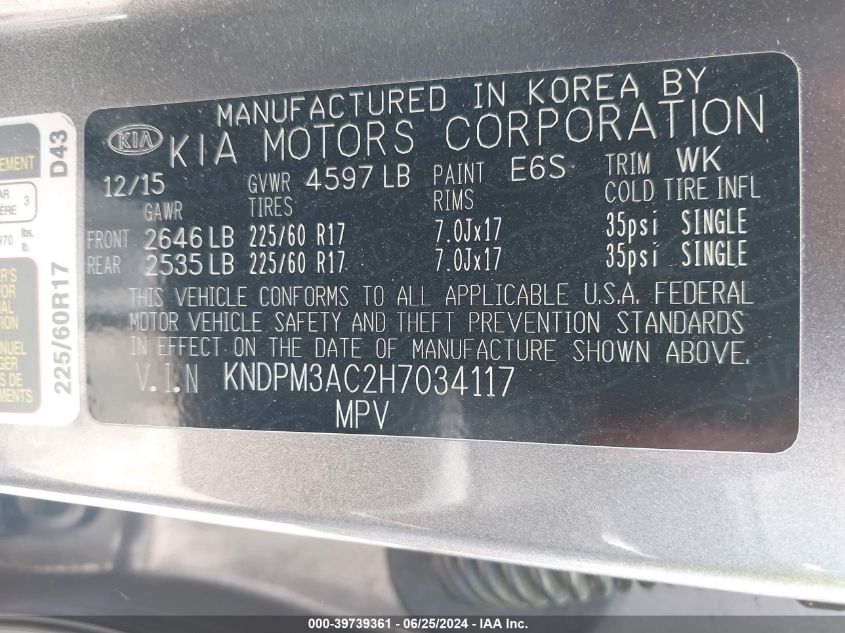 MANUFACTURED IN KOREA BY
KIA KIA MOTORS CORPORATION
12/15 GVWR 4597 LB PAINT E6S TRIM WK
GAWR TIRES RIMS COLD TIRE INFL
FRONT 2646 LB 225/60 R17 7.0Jx17 35psi SINGLE
REAR 2535 LB 225/60 R17 7.0Jx17 35psi SINGLE
THIS VEHICLE CONFORMS TO ALL APPLICABLE U.S.A. FEDERAL
MOTOR VEHICLE SAFETY AND THEFT PREVENTION STANDARDS
IN EFFECT ON THE DATE OF MANUFACTURE SHOWN ABOVE.
V.I.N KNDPM3AC2H7034117
MPV
D43
225/60R17
3
lbs.
000-39739361 - 06/25/2024 - IAA Inc.